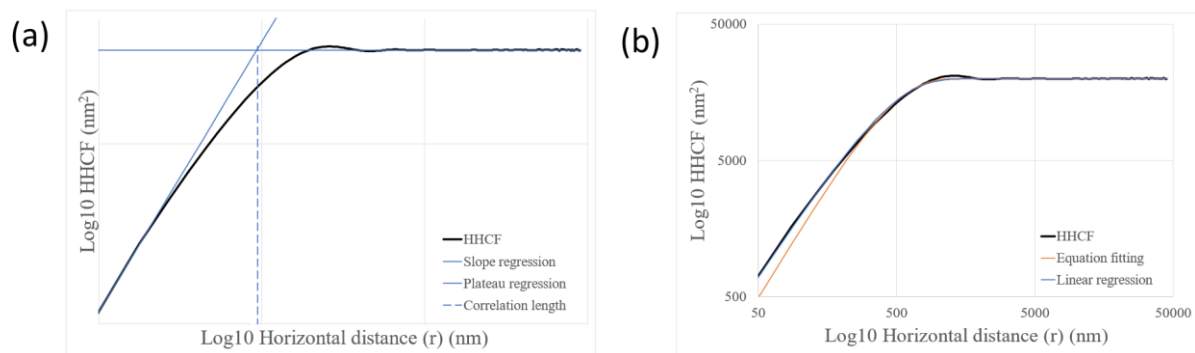 (a)
Log10 HHCF (nm²)
HHCF
Slope regression
Plateau regression
Correlation length
Log10 Horizontal distance (r) (nm)
(b)
50000
5000
500
Log10 HHCF (nm²)
HHCF
Equation fitting
Linear regression
50 500 5000 50000
Log10 Horizontal distance (r) (nm)